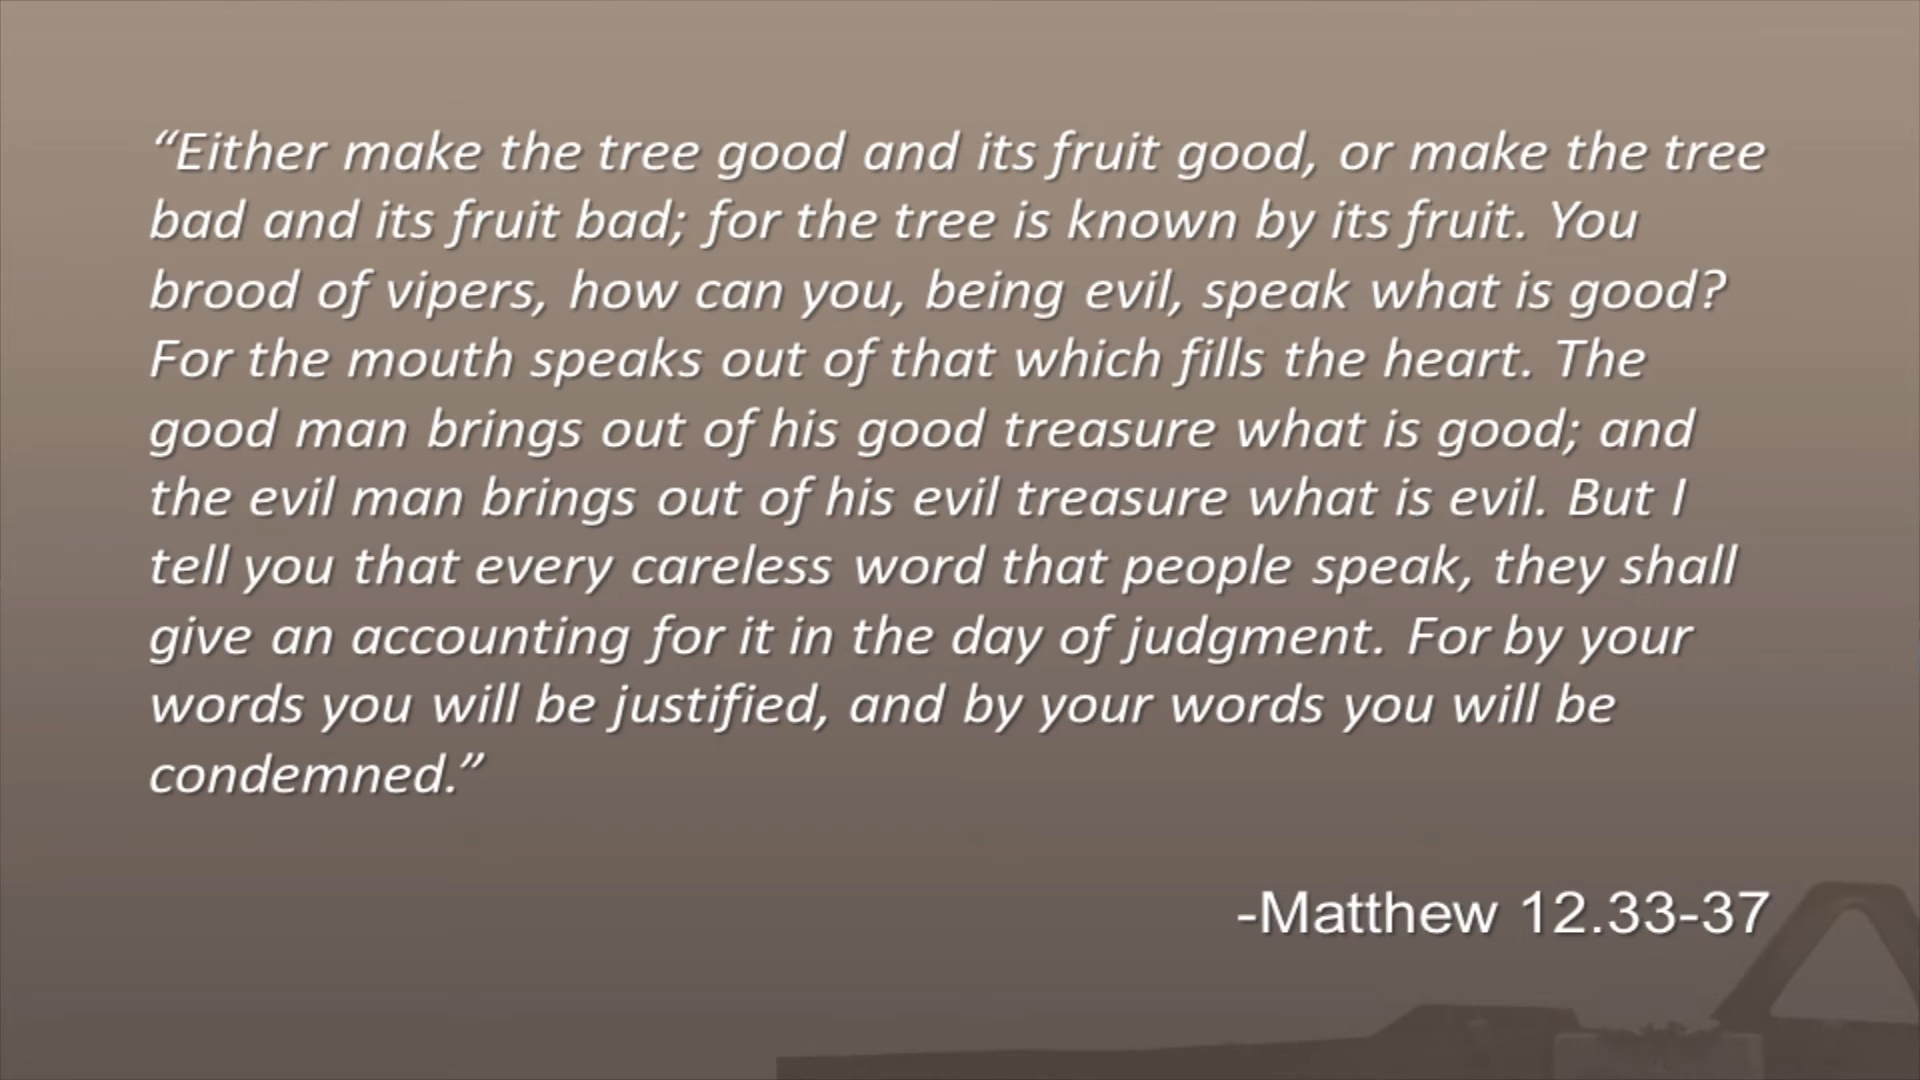 “Either make the tree good and its fruit good, or make the tree
bad and its fruit bad; for the tree is known by its fruit. You
brood of vipers, how can you, being evil, speak what is good?
For the mouth speaks out of that which fills the heart. The
good man brings out of his good treasure what is good; and
the evil man brings out of his evil treasure what is evil. But I
tell you that every careless word that people speak, they shall
give an accounting for it in the day of judgment. For by your
words you will be justified, and by your words you will be
condemned.”
-Matthew 12.33-37